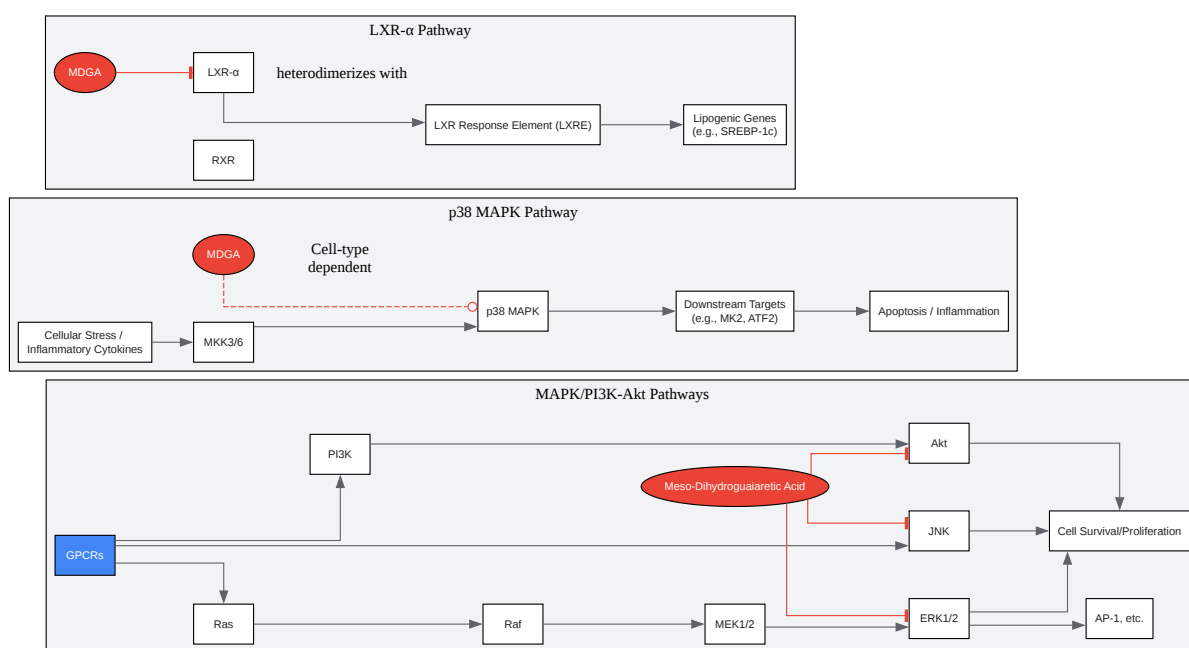 LXR-α Pathway
MDGA
LXR-α
heterodimerizes with
LXR Response Element (LXRE)
Lipogenic Genes
(e.g., SREBP-1c)
RXR
p38 MAPK Pathway
MDGA
Cell-type
dependent
p38 MAPK
Downstream Targets
(e.g., MK2, ATF2)
Apoptosis / Inflammation
Cellular Stress /
Inflammatory Cytokines
MKK3/6
MAPK/PI3K-Akt Pathways
PI3K
Akt
Meso-Dihydroguaiaretic Acid
GPCRs
JNK
Cell Survival/Proliferation
Ras
Raf
MEK1/2
ERK1/2
AP-1, etc.